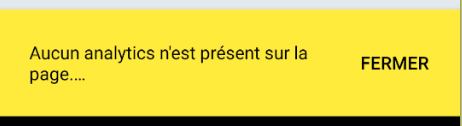 Aucun analytics n'est présent sur la
page....
FERMER